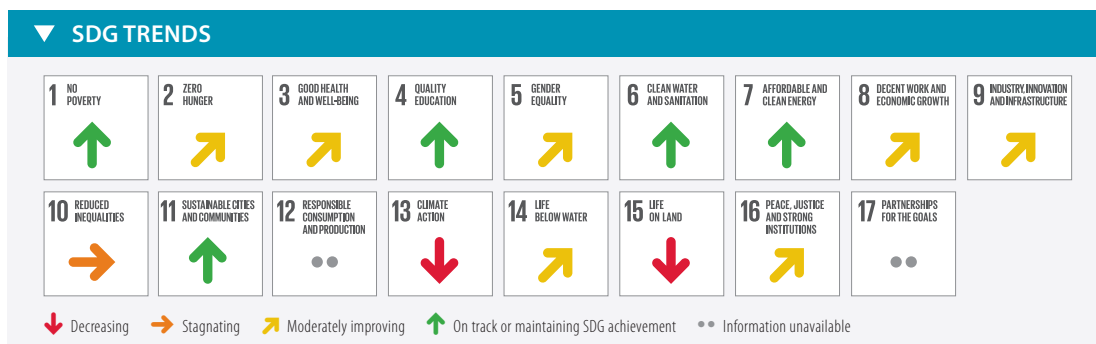 SDG TRENDS
1 NO POVERTY
2 ZERO HUNGER
3 GOOD HEALTH AND WELL-BEING
4 QUALITY EDUCATION
5 GENDER EQUALITY
6 CLEAN WATER AND SANITATION
7 AFFORDABLE AND CLEAN ENERGY
8 DECENT WORK AND ECONOMIC GROWTH
9 INDUSTRY, INNOVATION AND INFRASTRUCTURE
10 REDUCED INEQUALITIES
11 SUSTAINABLE CITIES AND COMMUNITIES
12 RESPONSIBLE CONSUMPTION AND PRODUCTION
13 CLIMATE ACTION
14 LIFE BELOW WATER
15 LIFE ON LAND
16 PEACE, JUSTICE AND STRONG INSTITUTIONS
17 PARTNERSHIPS FOR THE GOALS
Decreasing Stagnating Moderately improving On track or maintaining SDG achievement Information unavailable